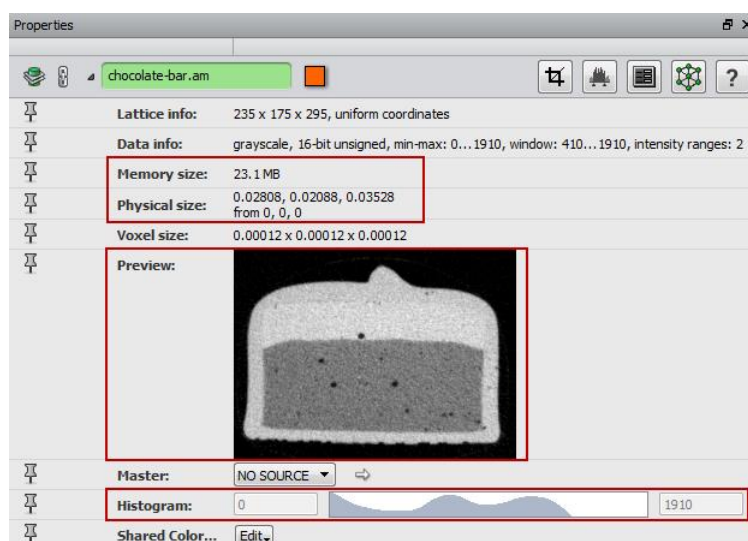 Properties
chocolate-bar.am
?
Lattice info: 235 x 175 x 295, uniform coordinates
Data info: grayscale, 16-bit unsigned, min-max: 0...1910, window: 410...1910, intensity ranges: 2
Memory size: 23.1 MB
Physical size: 0.02808, 0.02088, 0.03528
from 0, 0, 0
Voxel size: 0.00012 x 0.00012 x 0.00012
Preview:
Master: NO SOURCE
Histogram: 0 1910
Shared Color... Edit